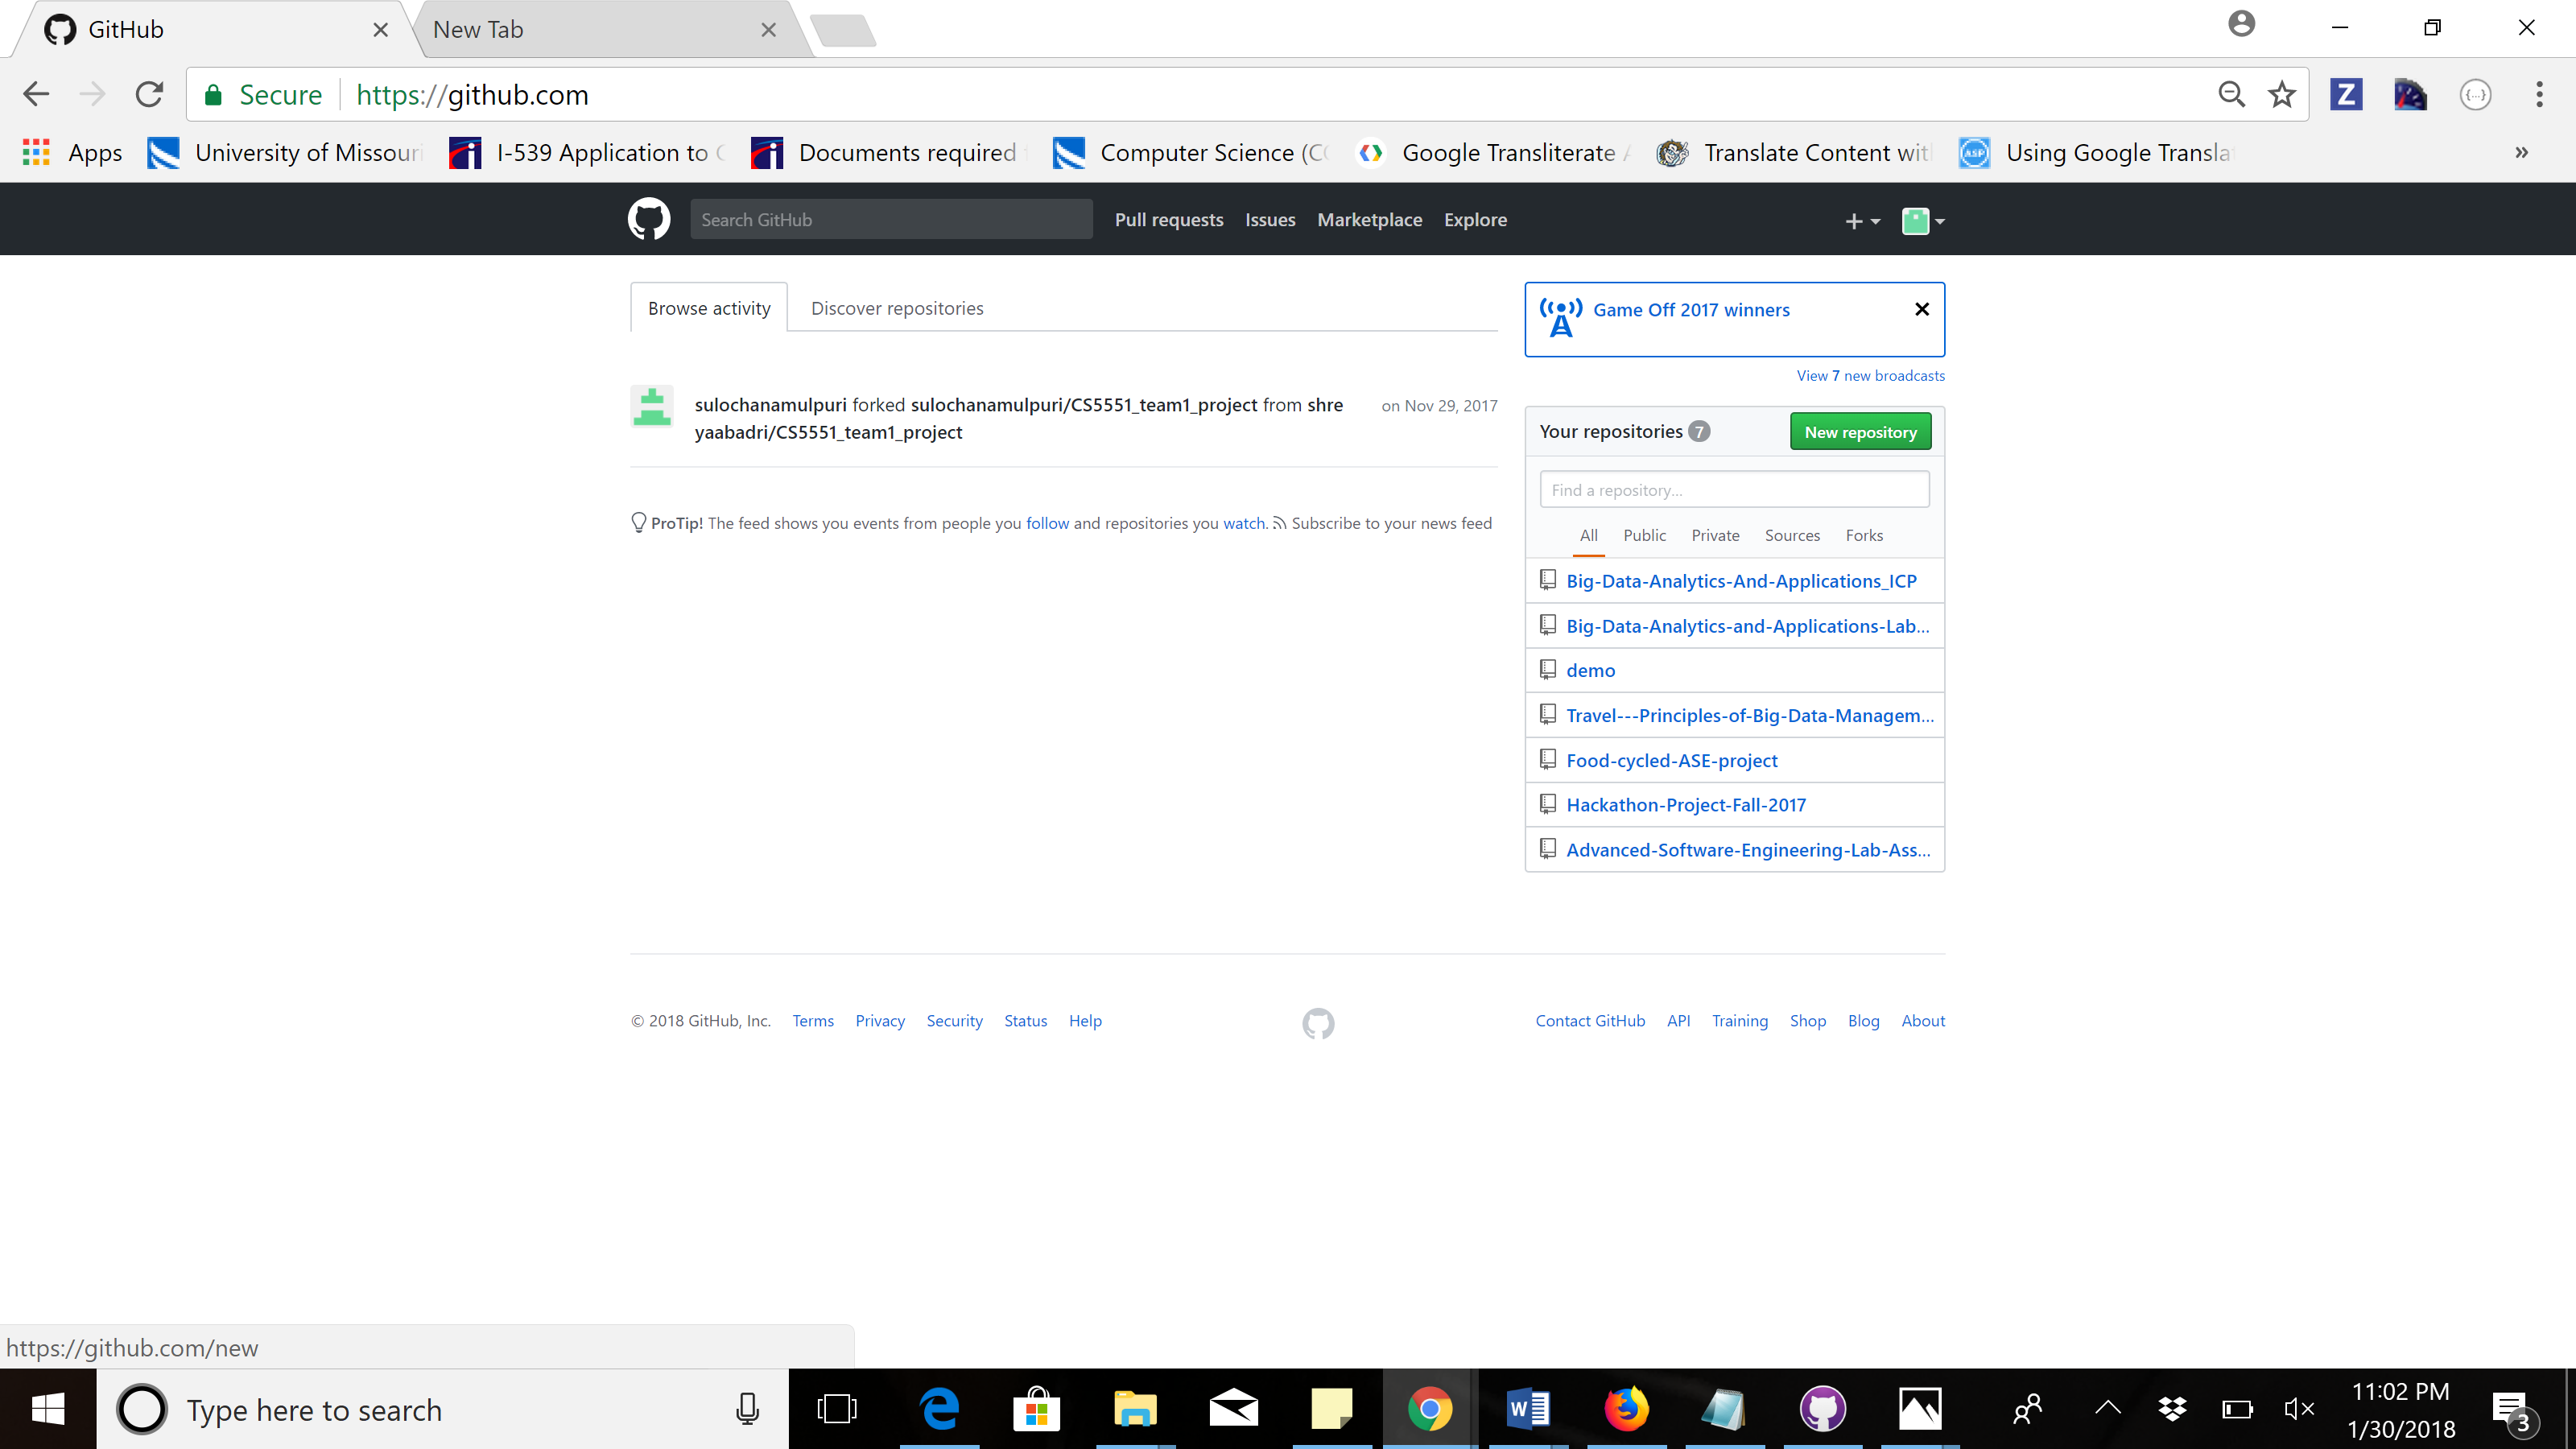 GitHub
New Tab
Secure
https://github.com
Apps
University of Missouri
I-539 Application to
Documents required
Computer Science (CC
Google Transliterate
Translate Content wit
Using Google Transla
»
Search GitHub
Pull requests Issues Marketplace Explore
Browse activity
Discover repositories
sulochanamulpuri forked sulochanamulpuri/CS5551_team1_project from shre
yaabadri/CS5551_team1_project
on Nov 29, 2017
ProTip! The feed shows you events from people you follow and repositories you watch. Subscribe to your news feed
Game Off 2017 winners
View 7 new broadcasts
Your repositories 7
New repository
Find a repository...
All Public Private Sources Forks
Big-Data-Analytics-And-Applications_ICP
Big-Data-Analytics-and-Applications-Lab...
demo
Travel---Principles-of-Big-Data-Managem...
Food-cycled-ASE-project
Hackathon-Project-Fall-2017
Advanced-Software-Engineering-Lab-Ass...
© 2018 GitHub, Inc. Terms Privacy Security Status Help
Contact GitHub API Training Shop Blog About
https://github.com/new
Type here to search
11:02 PM
1/30/2018
3